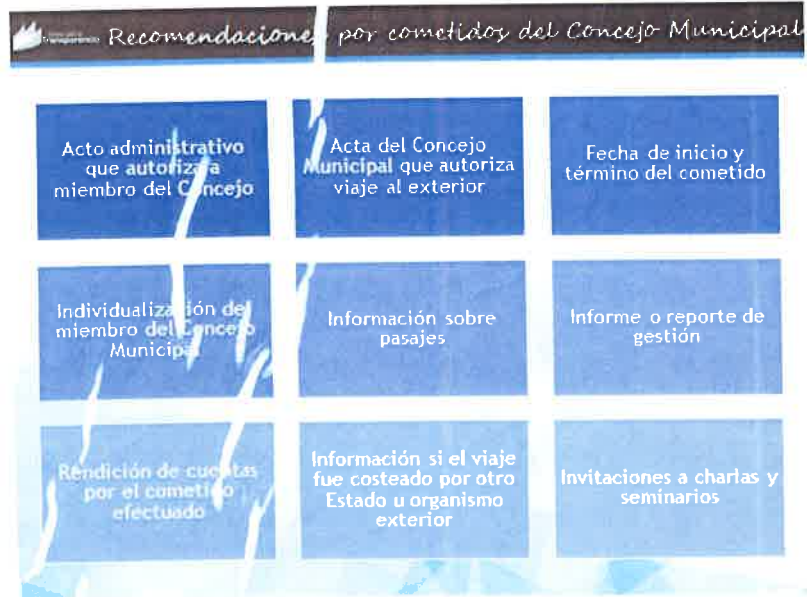 Recomendaciones por cometidos del Concejo Municipal
Acto administrativo
que autoriza a
miembro del Concejo
Acta del Concejo
Municipal que autoriza
viaje al exterior
Fecha de inicio y
término del cometido
Individualización del
miembro del Concejo
Municipal
Información sobre
pasajes
Informe o reporte de
gestión
Rendición de cuentas
por el cometido
efectuado
Información si el viaje
fue costeado por otro
Estado u organismo
exterior
Invitaciones a charlas y
seminarios